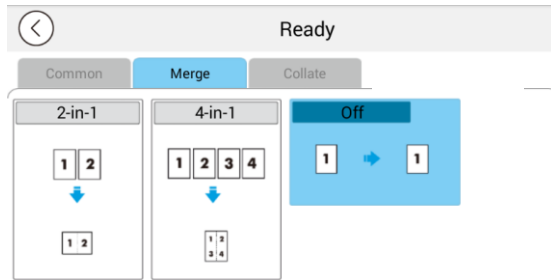 Ready
Common Merge Collate
2-in-1 4-in-1 Off
1 2 1 2 3 4 1 1
1 2 1 2
3 4